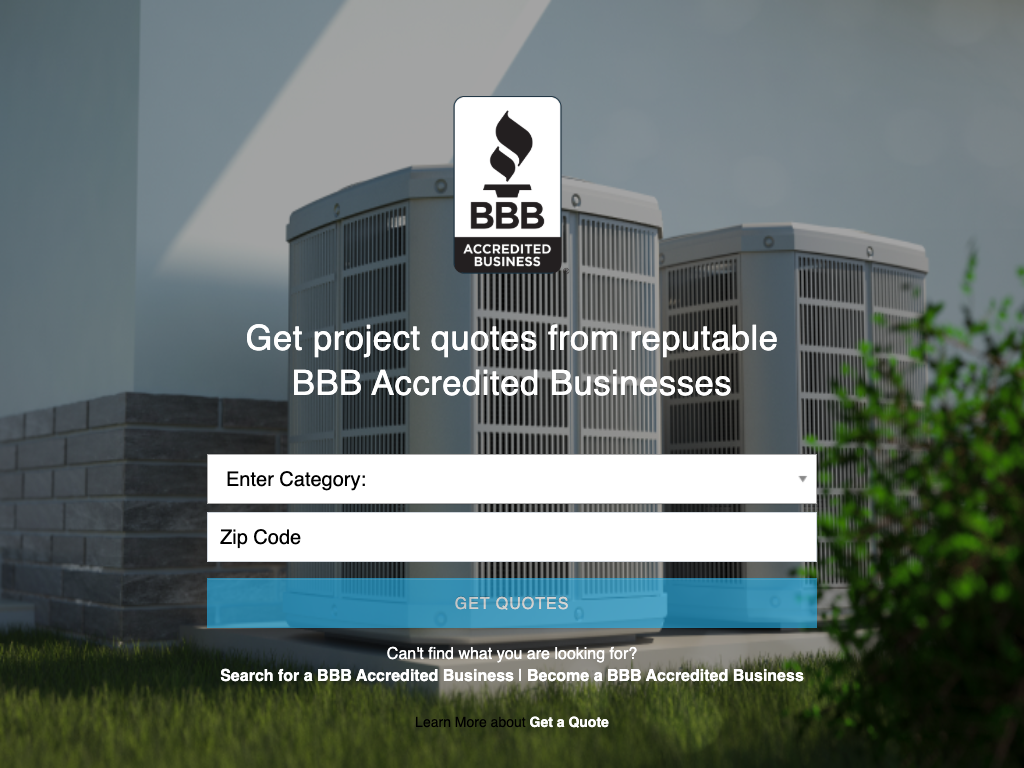 BBB
ACCREDITED
BUSINESS
Get project quotes from reputable
BBB Accredited Businesses
Enter Category:
Zip Code
GET QUOTES
Can't find what you are looking for?
Search for a BBB Accredited Business | Become a BBB Accredited Business
Learn More about Get a Quote